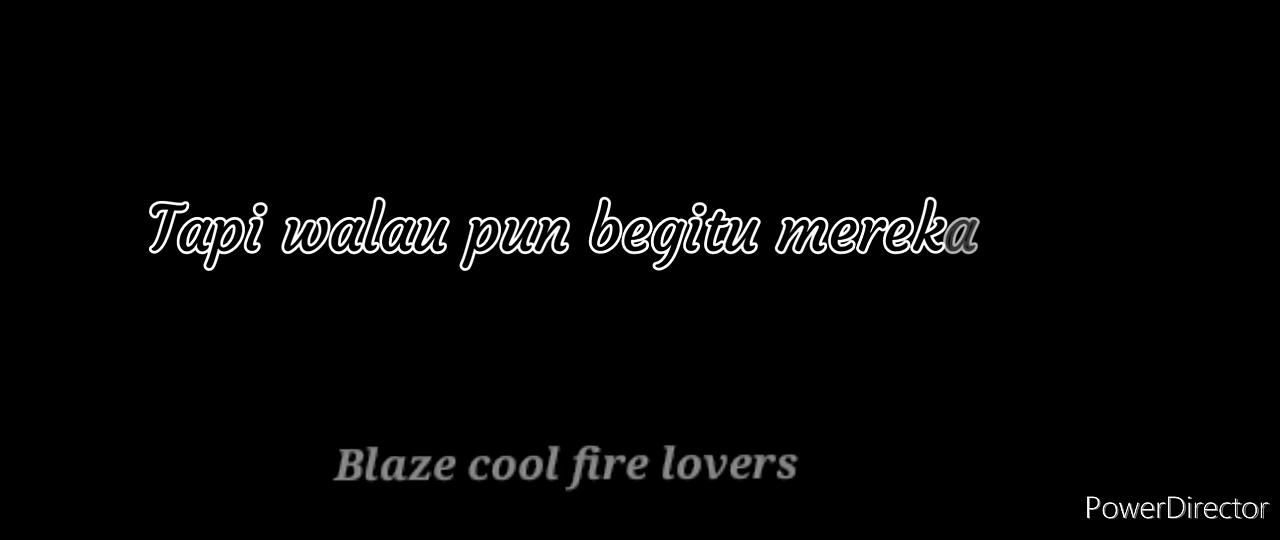 Tapi walau pun begitu mereka
Blaze cool fire lovers
PowerDirector